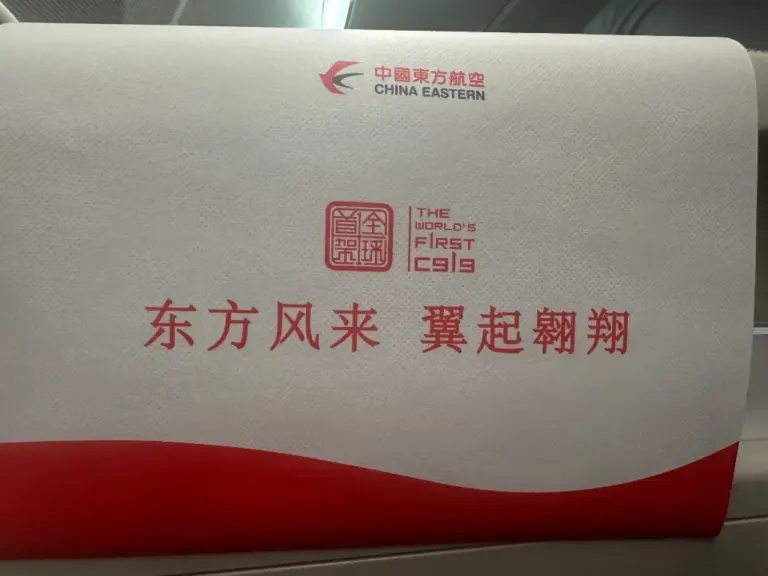 中國東方航空
CHINA EASTERN
全球
首架
THE
WORLD'S
FIRST
C919
东方风来 翼起翱翔